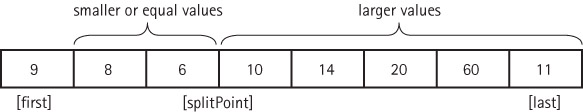 smaller or equal values larger values
9 8 6 10 14 20 60 11
[first] [splitPoint] [last]